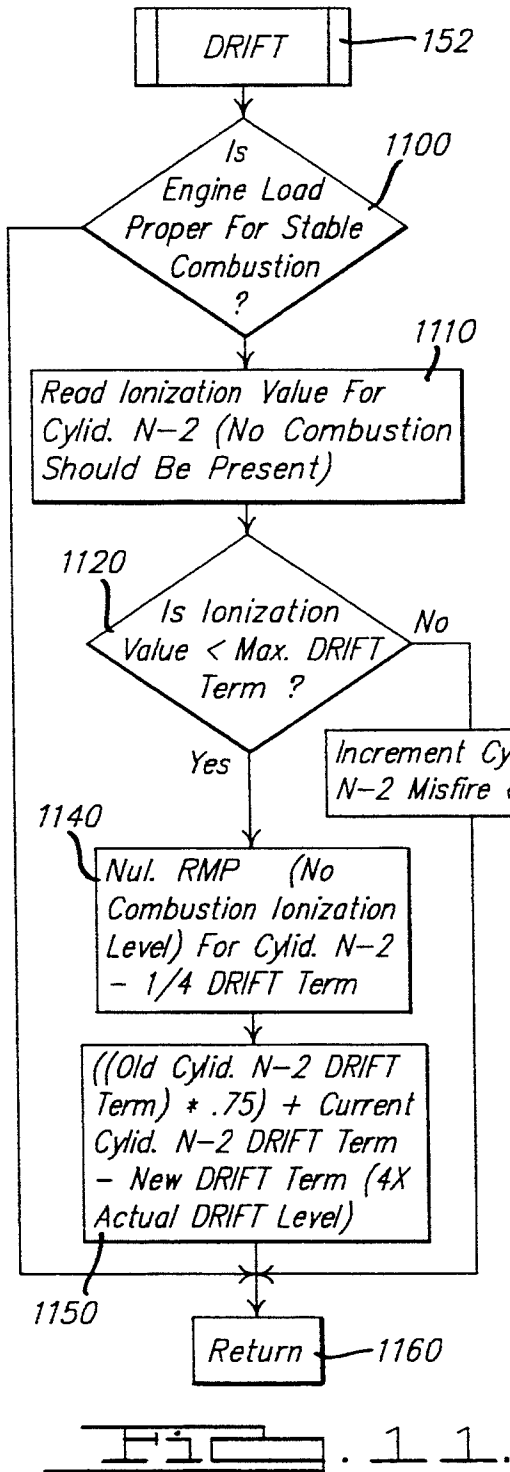 DRIFT
152
Is
Engine Load
Proper For Stable
Combustion
?
1100
1110
Read Ionization Value For
Cylid. N-2 (No Combustion
Should Be Present)
1120
Is Ionization
Value < Max. DRIFT
Term ?
No
Yes
Increment Cy
N-2 Misfire
1140
Nul. RMP (No
Combustion Ionization
Level) For Cylid. N-2
- 1/4 DRIFT Term
((Old Cylid. N-2 DRIFT
Term) * .75) + Current
Cylid. N-2 DRIFT Term
- New DRIFT Term (4X
Actual DRIFT Level)
1150
Return
1160
11.